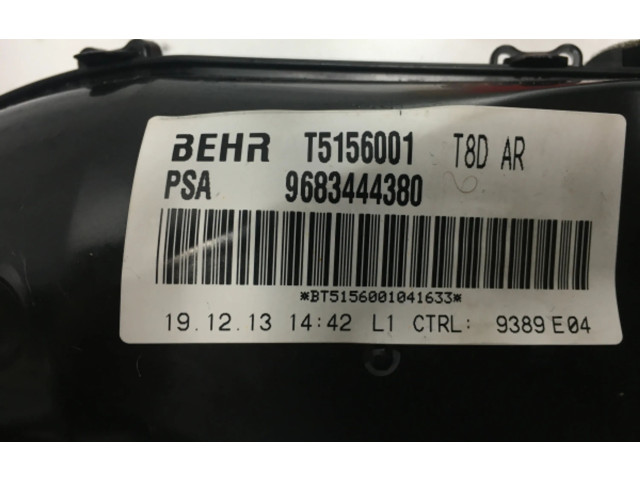 BEHR T5156001 T8D AR
PSA 9683444380
*BT5156001041633*
19.12.13 14:42 L1 CTRL: 9389 E04